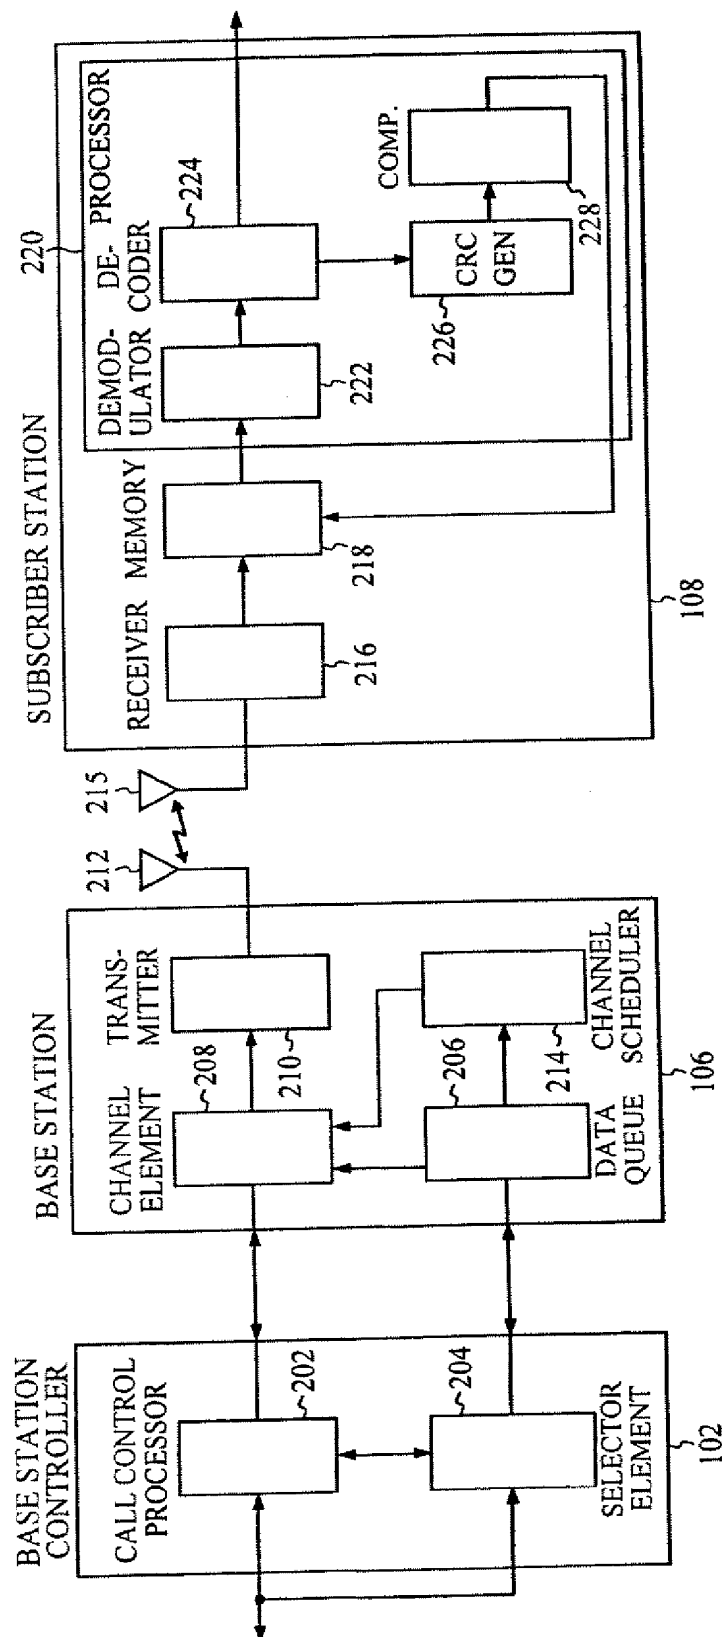 BASE STATION
CONTROLLER
CALL CONTROL
PROCESSOR
202
204
SELECTOR
ELEMENT
102
BASE STATION
CHANNEL
ELEMENT
208
TRANS-
MITTER
210
206
DATA
QUEUE
214
CHANNEL
SCHEDULER
106
212
215
SUBSCRIBER STATION
220
RECEIVER
216
MEMORY
218
DEMOD-
ULATOR
222
DE-
CODER
224
PROCESSOR
CRC
GEN
226
COMP.
228
108